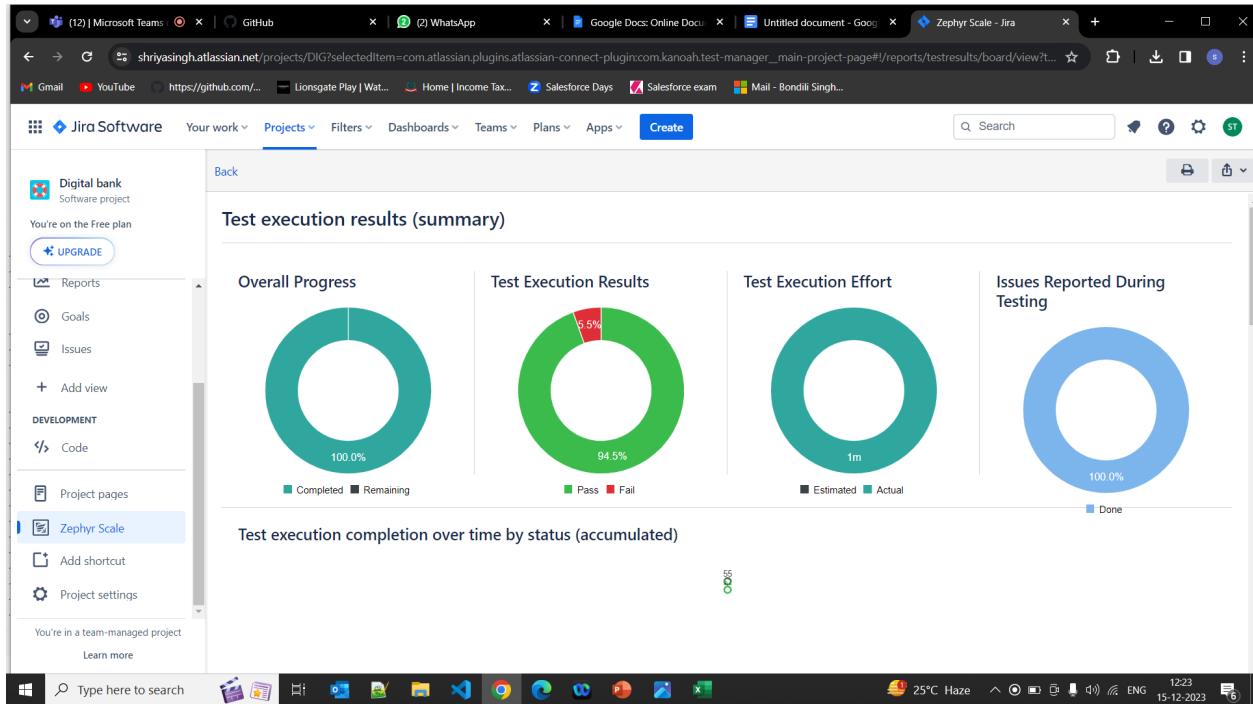 (12) | Microsoft Teams
GitHub
(2) WhatsApp
Google Docs: Online Docu
Untitled document - Goog
Zephyr Scale - Jira
shriyasingh.atlassian.net/projects/DIG?selectedItem=com.atlassian.plugins.atlassian-connect-plugin:com.kanoah.test-manager__main-project-page#!/reports/testresults/board/view?t...
S
Gmail
YouTube
https://github.com/...
Lionsgate Play | Wat...
Home | Income Tax...
Salesforce Days
Salesforce exam
Mail - Bondili Singh...
Jira Software
Your work
Projects
Filters
Dashboards
Teams
Plans
Apps
Create
Search
ST
Digital bank
Software project
You're on the Free plan
UPGRADE
Reports
Goals
Issues
Add view
DEVELOPMENT
Code
Project pages
Zephyr Scale
Add shortcut
Project settings
You're in a team-managed project
Learn more
Back
Test execution results (summary)
Overall Progress
100.0%
Completed Remaining
Test Execution Results
5.5%
94.5%
Pass Fail
Test Execution Effort
1m
Estimated Actual
Issues Reported During
Testing
100.0%
Done
Test execution completion over time by status (accumulated)
55
Type here to search
25°C Haze
ENG
12:23
15-12-2023
6